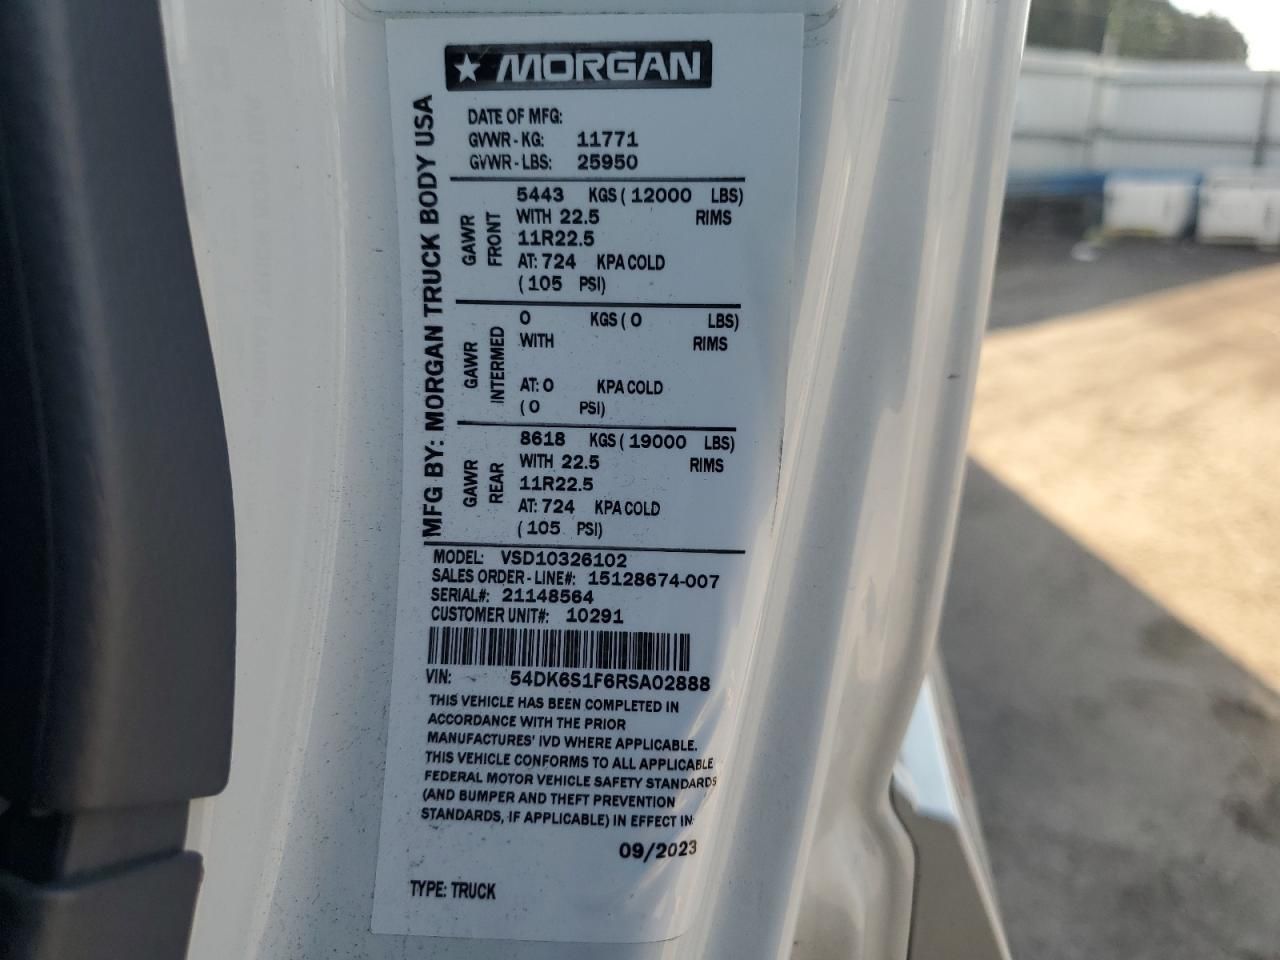 MORGAN
MFG BY: MORGAN TRUCK BODY USA
DATE OF MFG:
GVWR - KG: 11771
GVWR - LBS: 25950
GAWR FRONT
5443 KGS ( 12000 LBS)
WITH 22.5 RIMS
11R22.5
AT: 724 KPA COLD
( 105 PSI)
GAWR INTERMED
0 KGS ( 0 LBS)
WITH RIMS
AT: 0 KPA COLD
( 0 PSI)
GAWR REAR
8618 KGS ( 19000 LBS)
WITH 22.5 RIMS
11R22.5
AT: 724 KPA COLD
( 105 PSI)
MODEL: VSD10326102
SALES ORDER - LINE#: 15128674-007
SERIAL#: 21148564
CUSTOMER UNIT#: 10291
VIN: 54DK6S1F6RSA02888
THIS VEHICLE HAS BEEN COMPLETED IN
ACCORDANCE WITH THE PRIOR
MANUFACTURES' IVD WHERE APPLICABLE.
THIS VEHICLE CONFORMS TO ALL APPLICABLE
FEDERAL MOTOR VEHICLE SAFETY STANDARDS
(AND BUMPER AND THEFT PREVENTION
STANDARDS, IF APPLICABLE) IN EFFECT IN
09/2023
TYPE: TRUCK